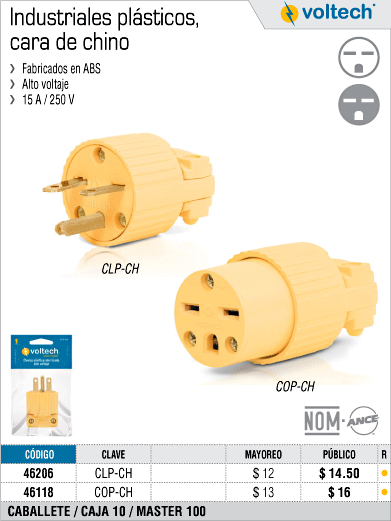 Industriales plásticos,
cara de chino
voltech
› Fabricados en ABS
› Alto voltaje
› 15 A / 250 V
CLP-CH
COP-CH
voltech
NOM-ANCE
CÓDIGO CLAVE MAYOREO PÚBLICO R
46206 CLP-CH $ 12 $ 14.50
46118 COP-CH $ 13 $ 16
CABALLETE / CAJA 10 / MASTER 100